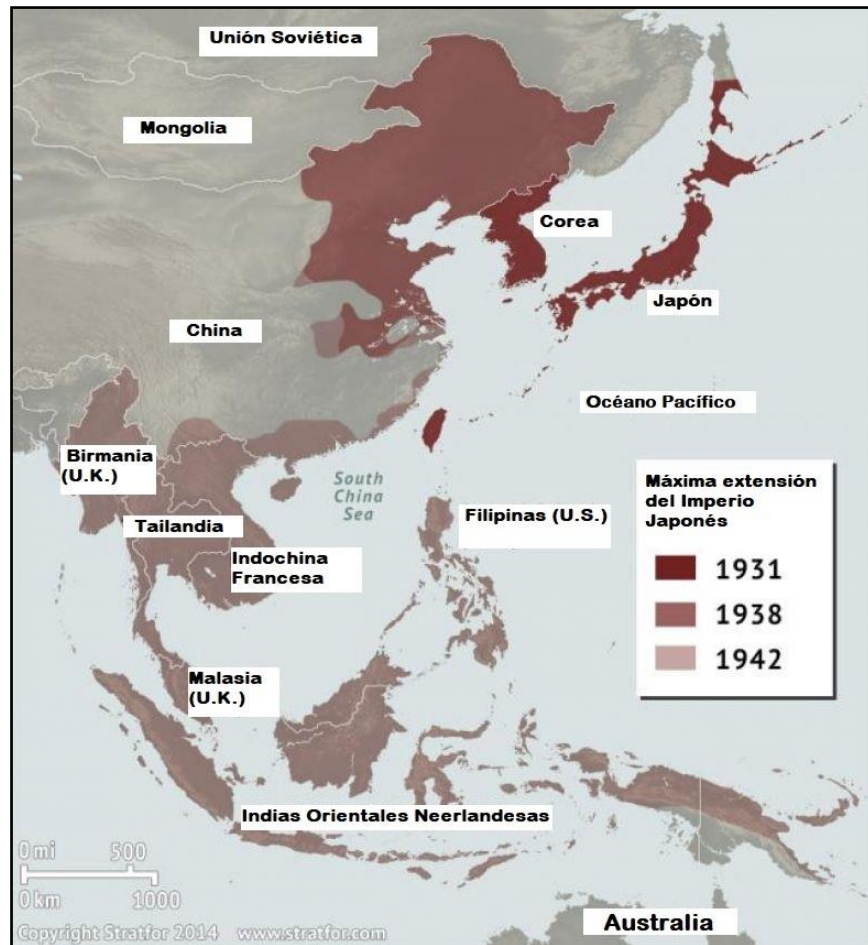 Unión Soviética
Mongolia
Corea
Japón
China
Océano Pacífico
Birmania
(U.K.)
South
China
Sea
Filipinas (U.S.)
Tailandia
Indochina
Francesa
Malasia
(U.K.)
Indias Orientales Neerlandesas
Australia
Máxima extensión
del Imperio
Japonés
1931
1938
1942
0 mi 500
0 km 1000
Copyright Stratfor 2014 www.stratfor.com